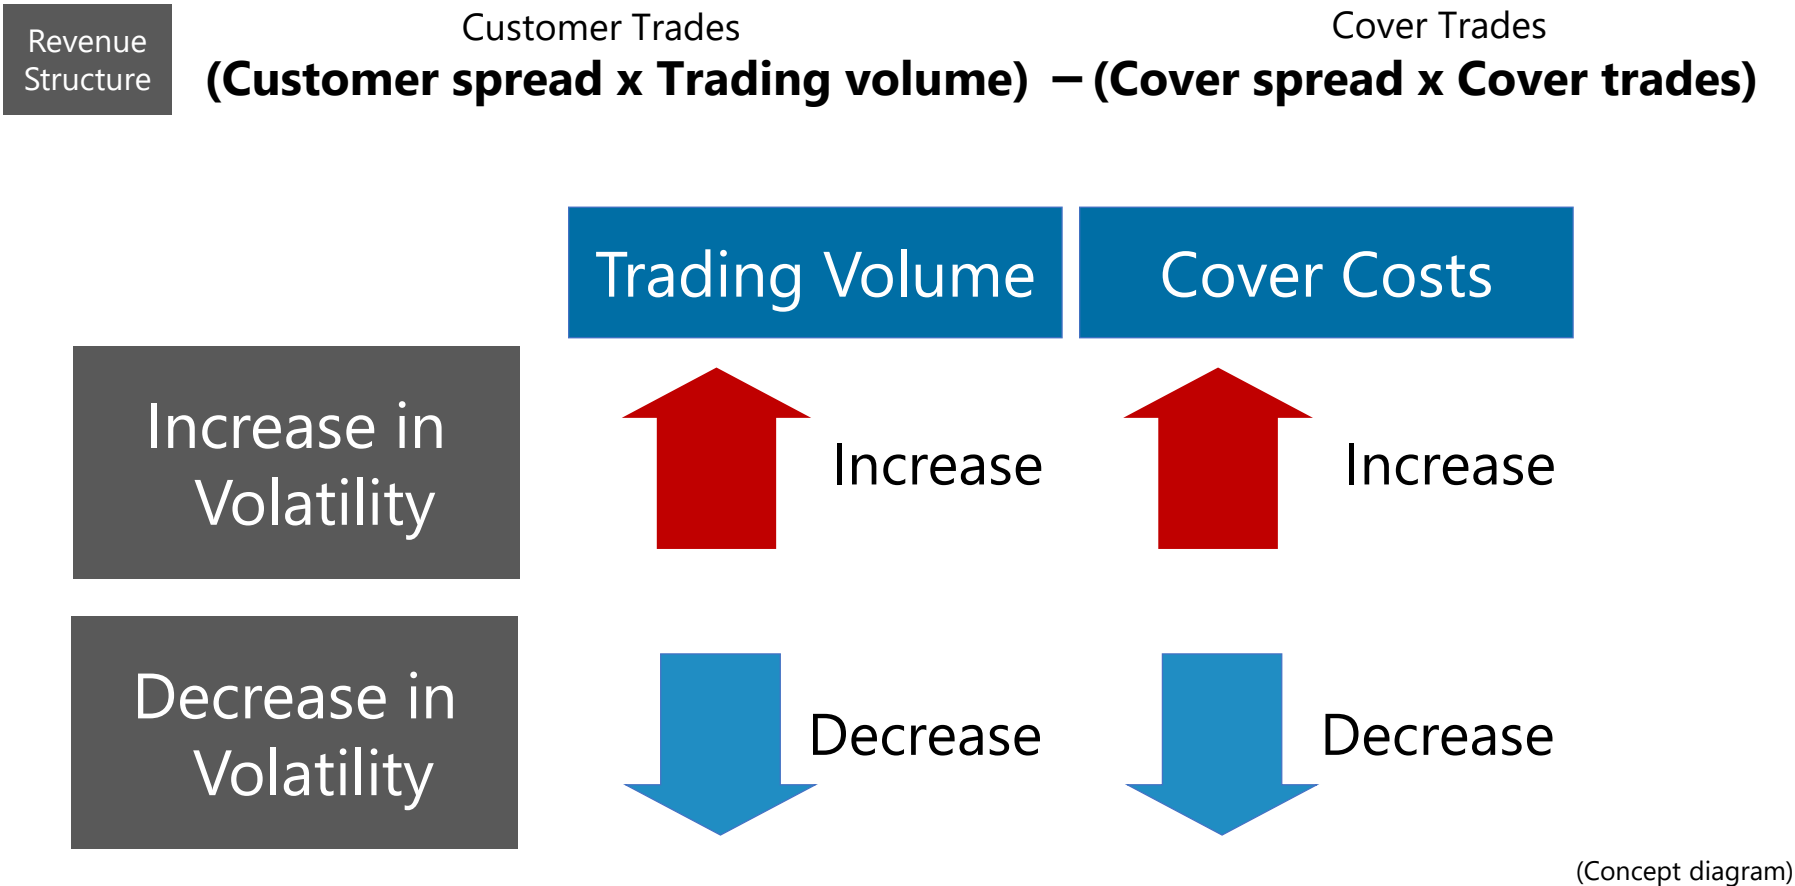 Revenue
Structure
Customer Trades
Cover Trades
(Customer spread x Trading volume) － (Cover spread x Cover trades)
Trading Volume
Cover Costs
Increase in
Volatility
Increase
Increase
Decrease in
Volatility
Decrease
Decrease
(Concept diagram)